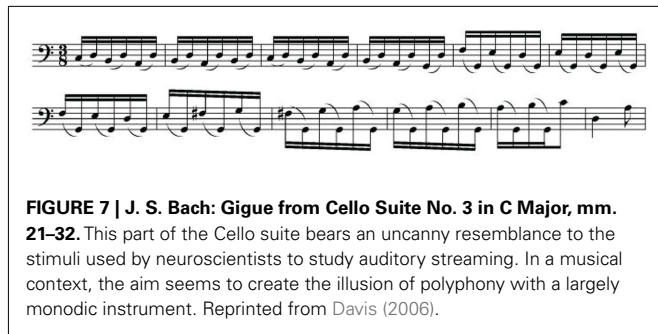 3
8
FIGURE 7 | J. S. Bach: Gigue from Cello Suite No. 3 in C Major, mm.
21–32. This part of the Cello suite bears an uncanny resemblance to the
stimuli used by neuroscientists to study auditory streaming. In a musical
context, the aim seems to create the illusion of polyphony with a largely
monodic instrument. Reprinted from Davis (2006).